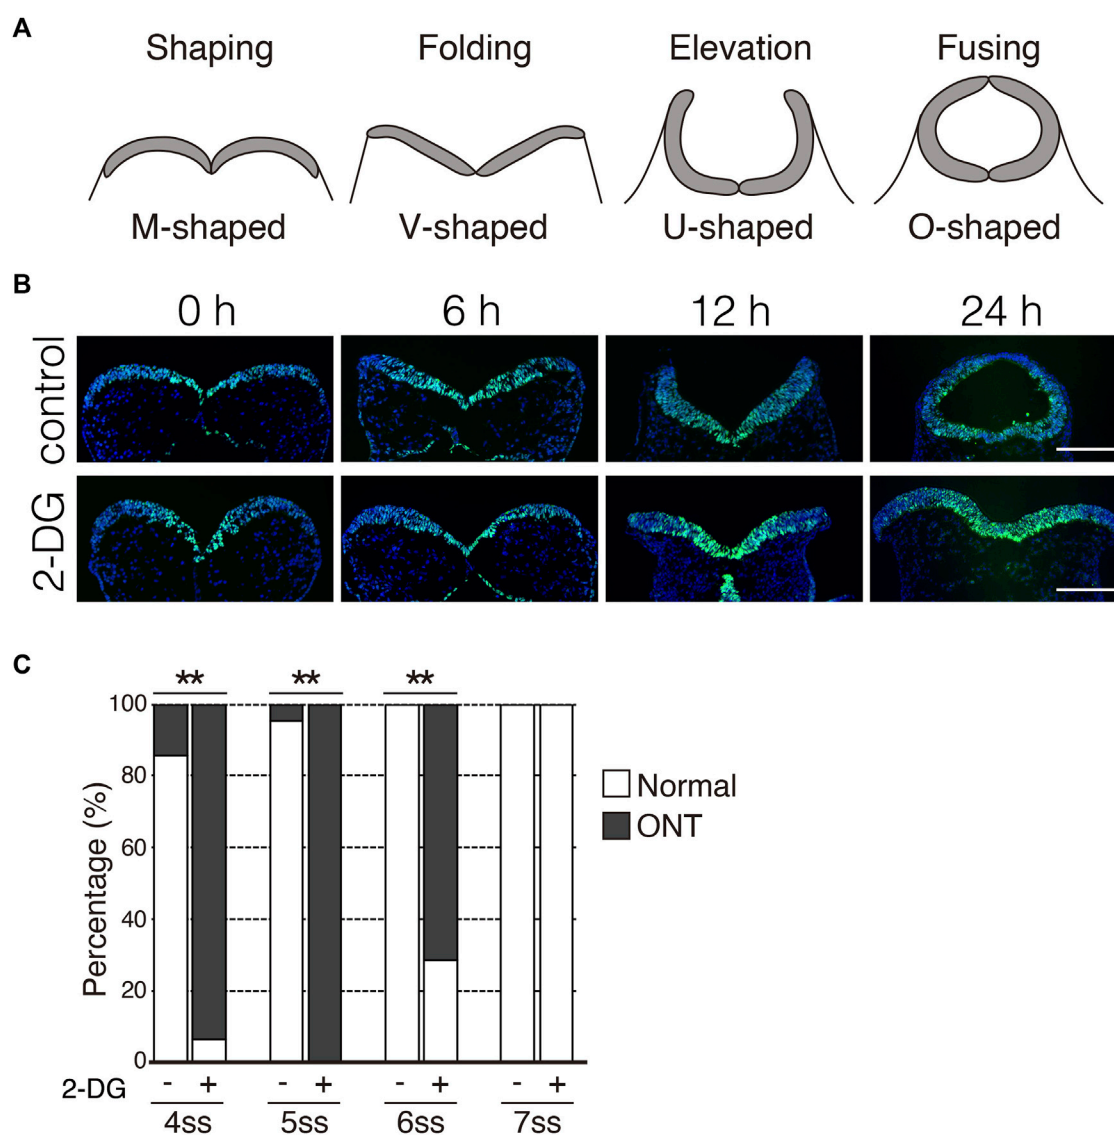 A
Shaping Folding Elevation Fusing
M-shaped V-shaped U-shaped O-shaped
B
0 h 6 h 12 h 24 h
control
2-DG
C
** ** **
Percentage (%)
100
80
60
40
20
0
Normal
ONT
2-DG - + - + - + - +
4ss 5ss 6ss 7ss